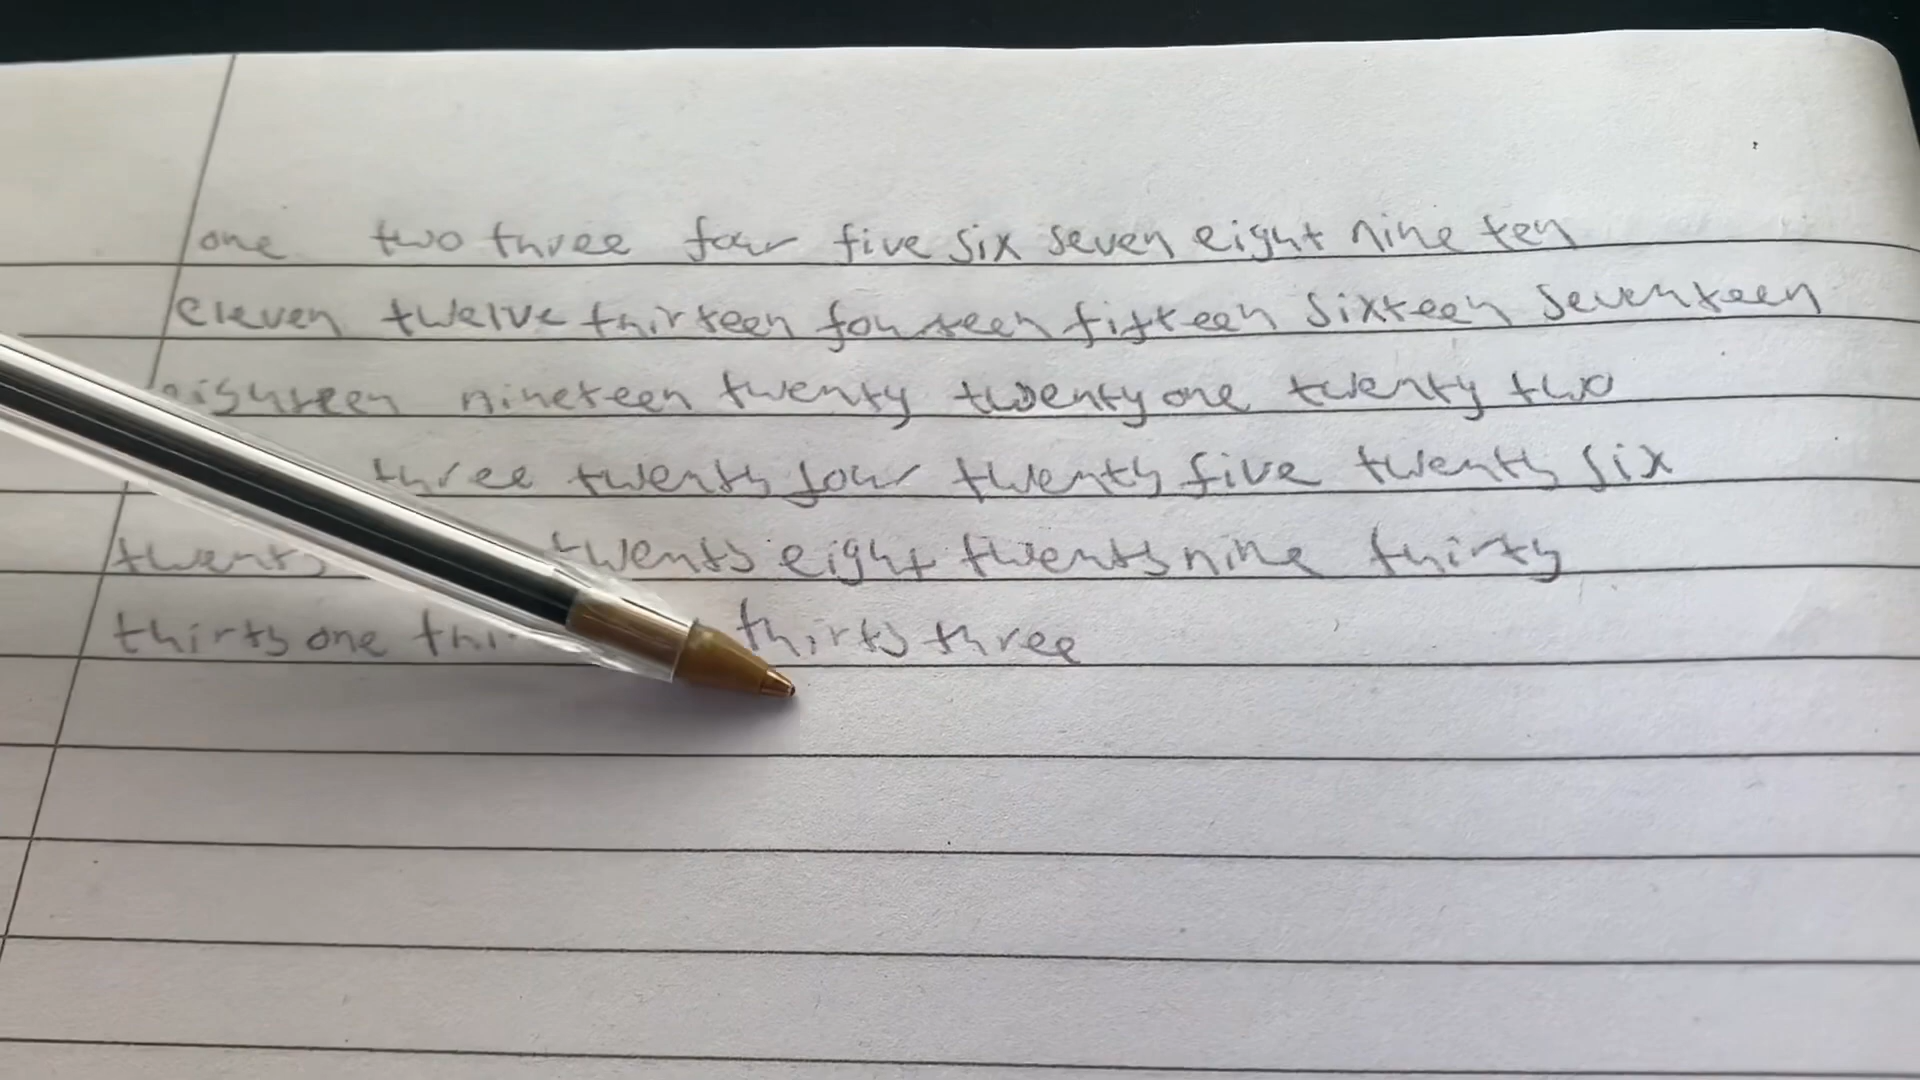 one two three four five six seven eight nine ten
eleven twelve thirteen fourteen fifteen sixteen seventeen
eighteen nineteen twenty twenty one twenty two
three twenty four twenty five twenty six
twenty twenty eight twenty nine thirty
thirty one thirty three